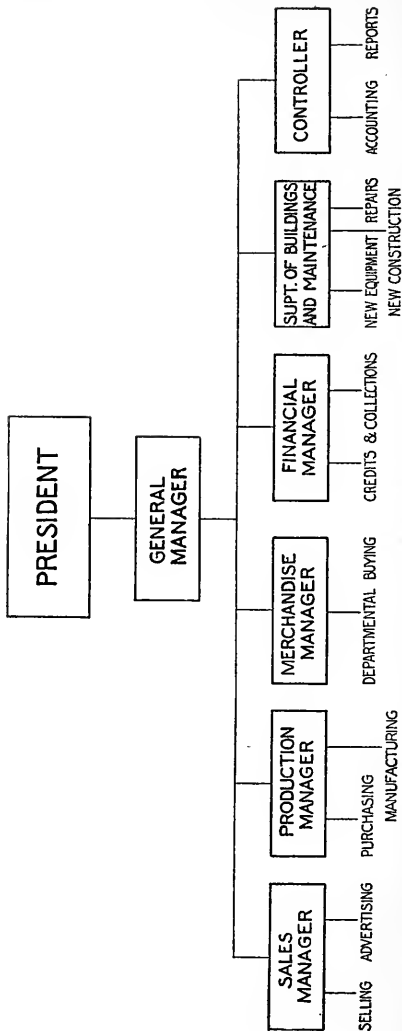 PRESIDENT
GENERAL
MANAGER
SALES
MANAGER
PRODUCTION
MANAGER
MERCHANDISE
MANAGER
FINANCIAL
MANAGER
SUPT. OF BUILDINGS
AND MAINTENANCE
CONTROLLER
SELLING
ADVERTISING
PURCHASING
MANUFACTURING
DEPARTMENTAL BUYING
CREDITS & COLLECTIONS
NEW EQUIPMENT
REPAIRS
NEW CONSTRUCTION
ACCOUNTING
REPORTS